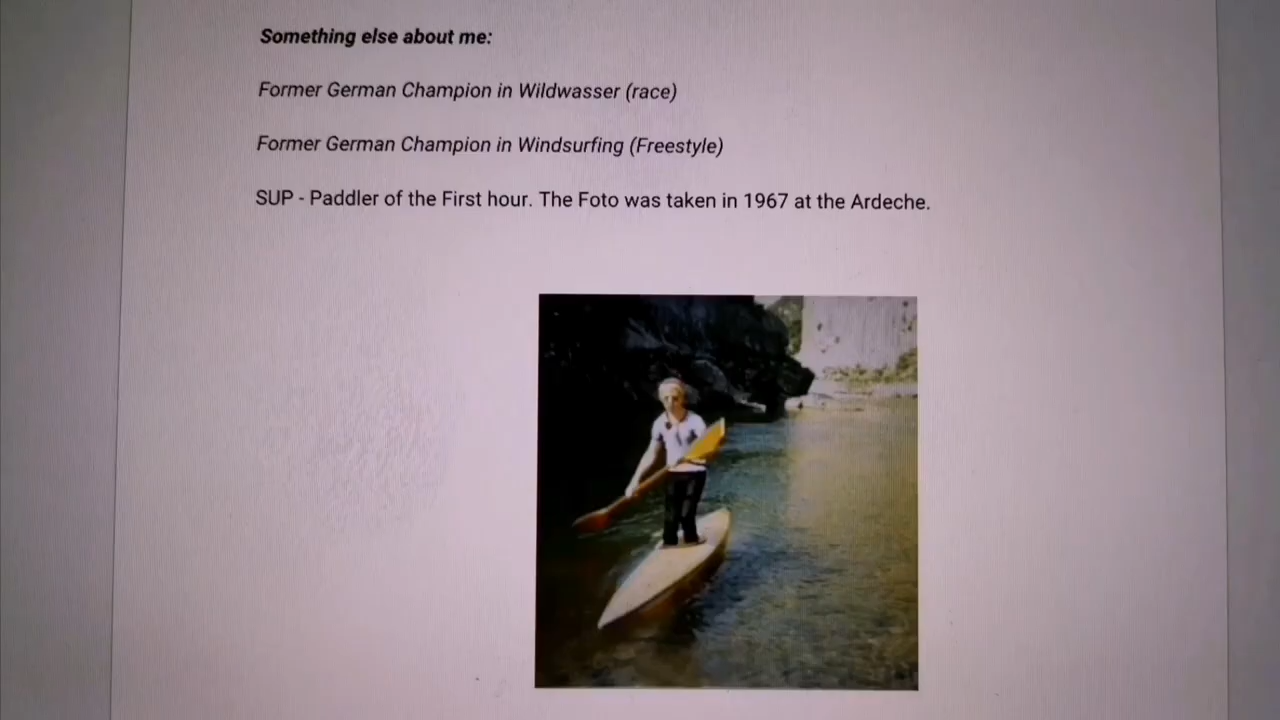 Something else about me:
Former German Champion in Wildwasser (race)
Former German Champion in Windsurfing (Freestyle)
SUP - Paddler of the First hour. The Foto was taken in 1967 at the Ardeche.